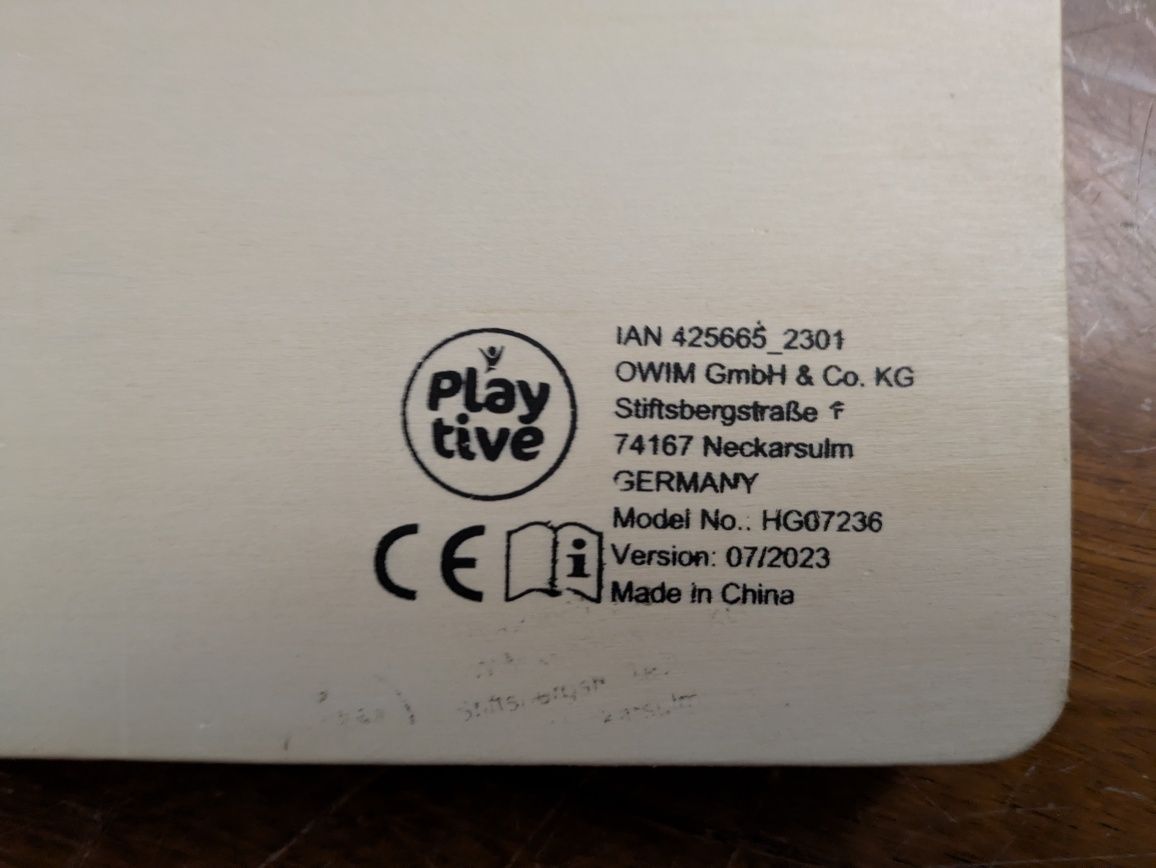 Play
tive
CE
i
IAN 425665_2301
OWIM GmbH & Co. KG
Stiftsbergstraße
74167 Neckarsulm
GERMANY
Model No.: HG07236
Version: 07/2023
Made in China